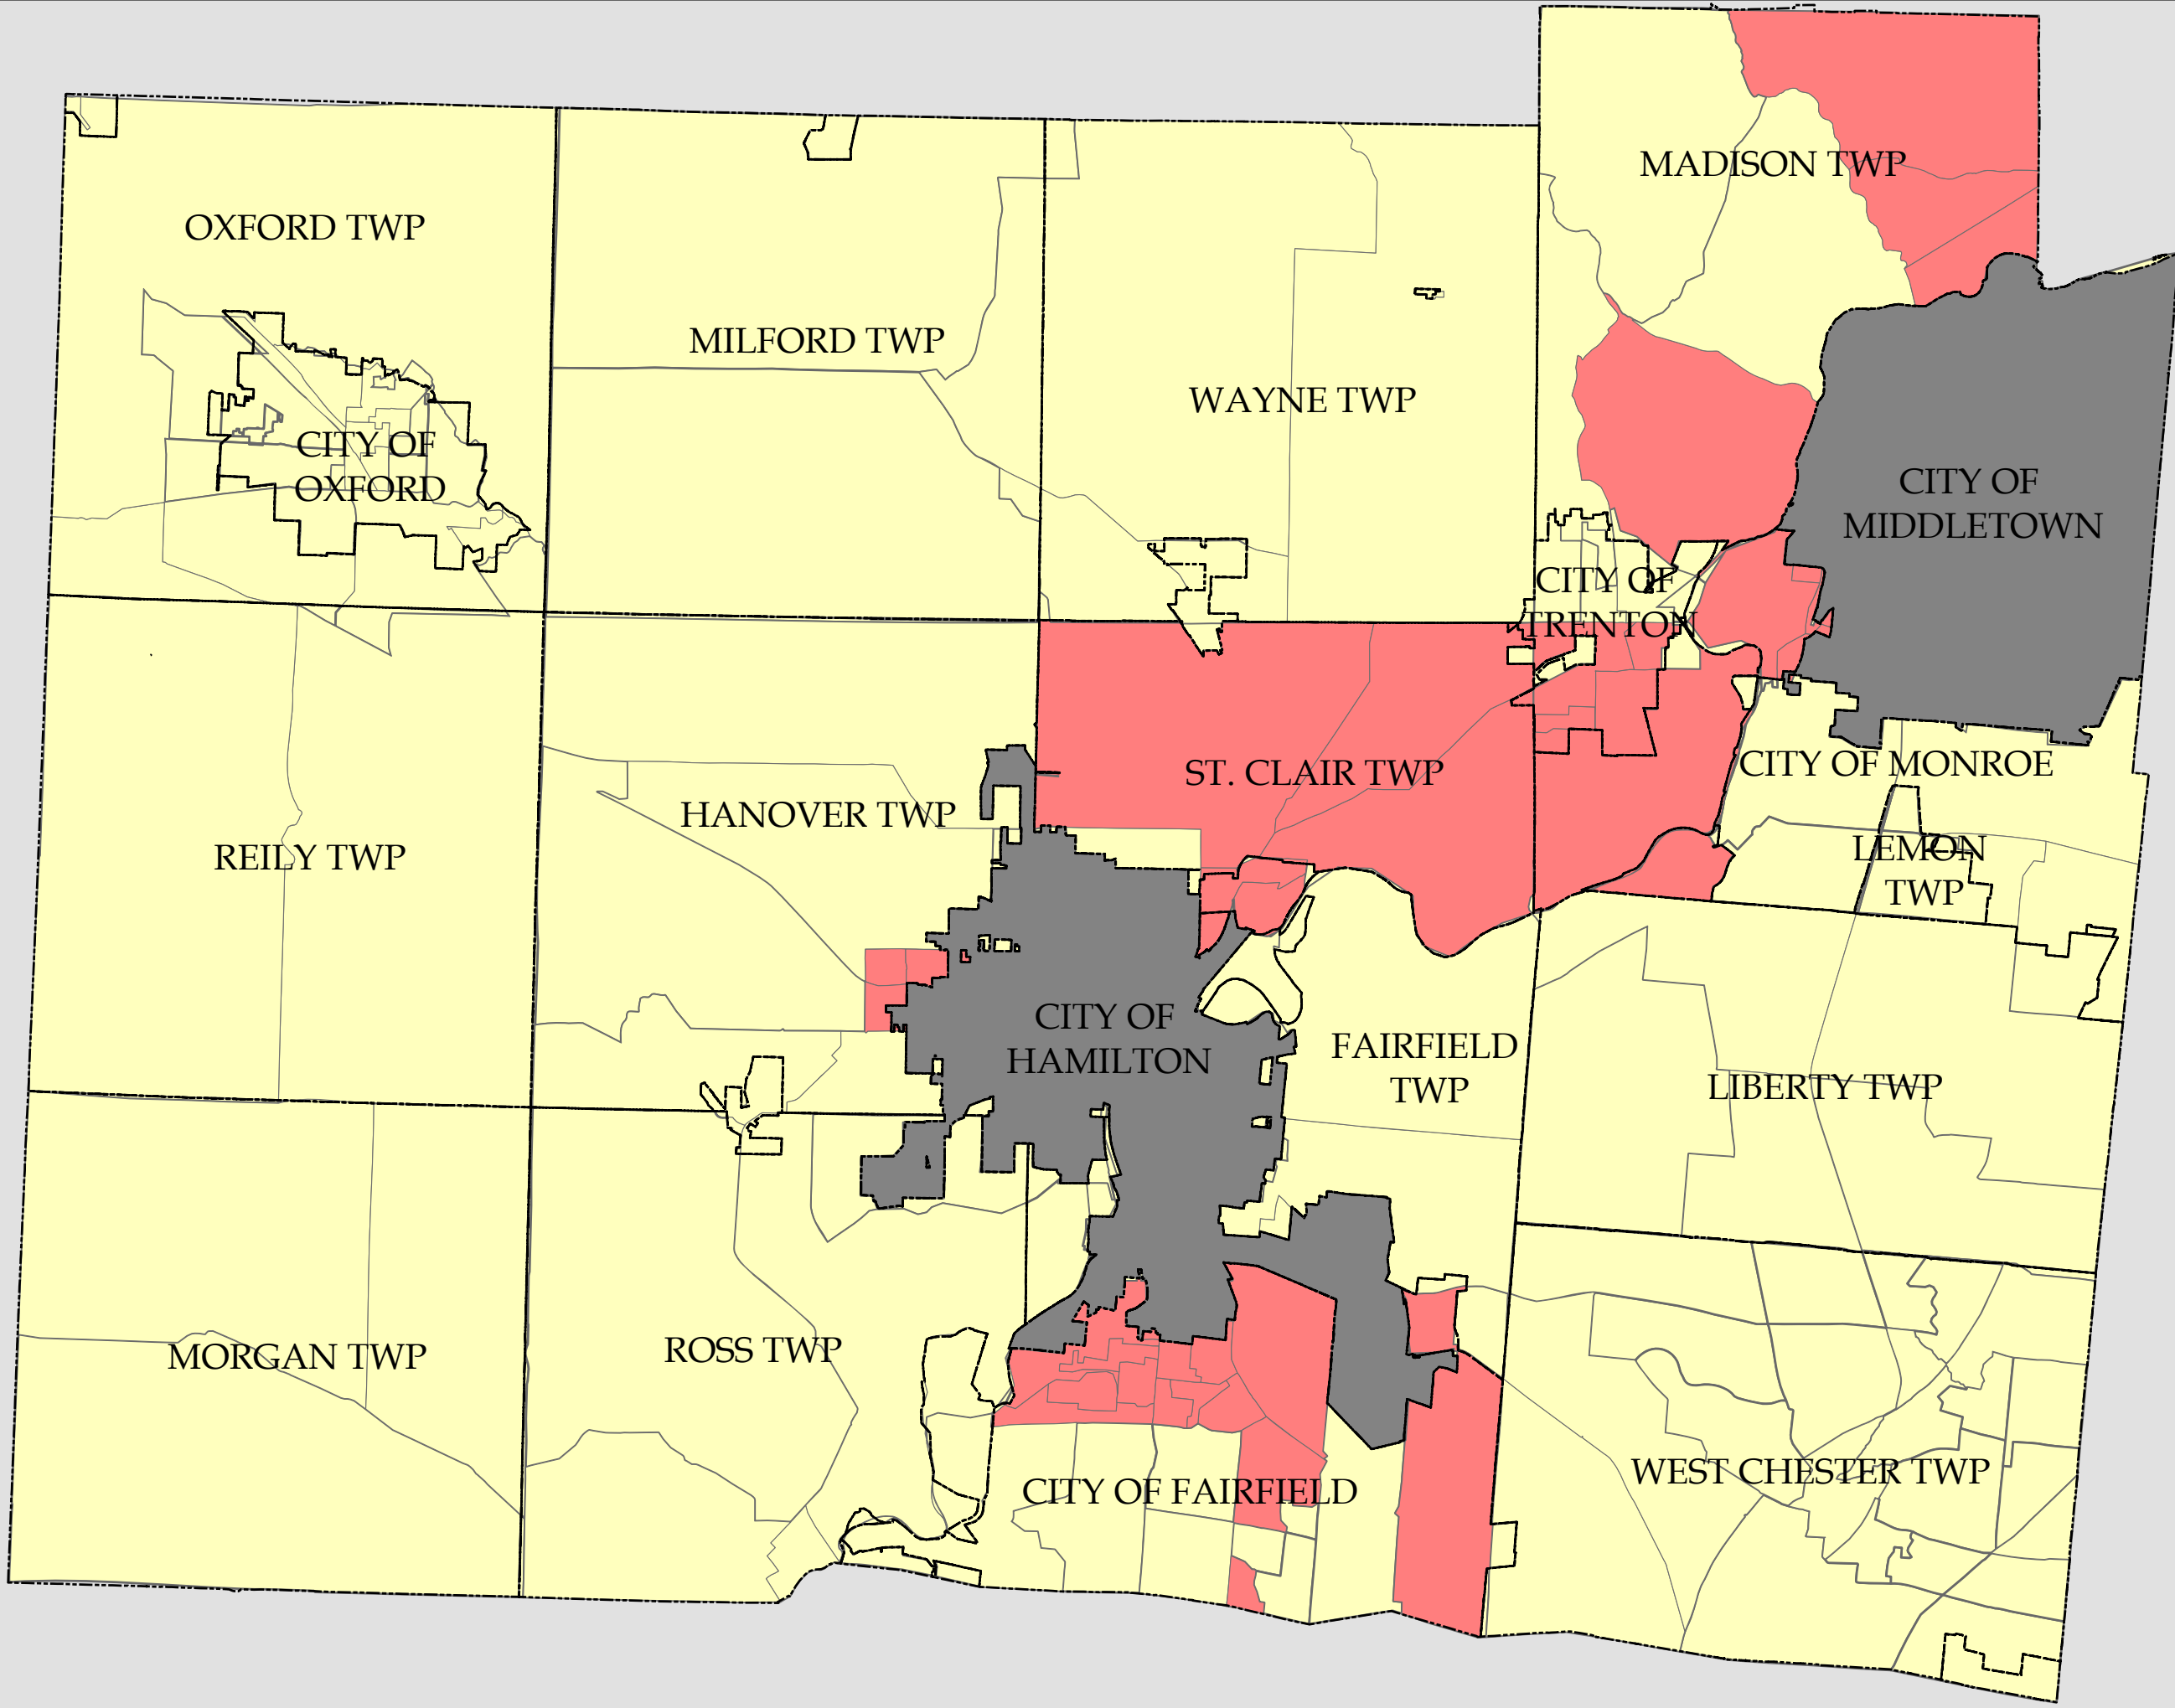 MADISON TWP
OXFORD TWP
MILFORD TWP
WAYNE TWP
CITY OF
OXFORD
CITY OF
MIDDLETOWN
CITY OF
TRENTON
CITY OF MONROE
ST. CLAIR TWP
HANOVER TWP
REILY TWP
LEMON
TWP
CITY OF
HAMILTON
FAIRFIELD
TWP
LIBERTY TWP
MORGAN TWP
ROSS TWP
WEST CHESTER TWP
CITY OF FAIRFIELD